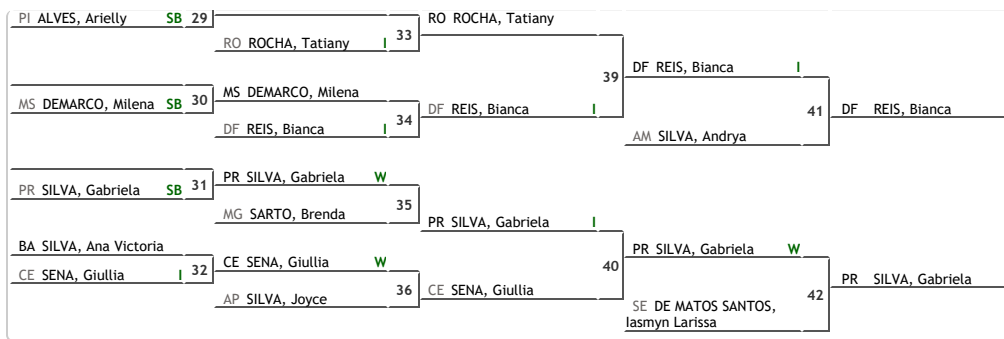 PI ALVES, Arielly SB 29
RO ROCHA, Tatiany I 33
RO ROCHA, Tatiany
39
DF REIS, Bianca I
MS DEMARCO, Milena SB 30
MS DEMARCO, Milena
DF REIS, Bianca I 34
DF REIS, Bianca I
AM SILVA, Andrya
41
DF REIS, Bianca
PR SILVA, Gabriela SB 31
PR SILVA, Gabriela W
MG SARTO, Brenda
35
PR SILVA, Gabriela I
BA SILVA, Ana Victoria
CE SENA, Giullia I 32
CE SENA, Giullia W
AP SILVA, Joyce
36
CE SENA, Giullia
40
PR SILVA, Gabriela W
SE DE MATOS SANTOS,
Iasmyn Larissa
42
PR SILVA, Gabriela